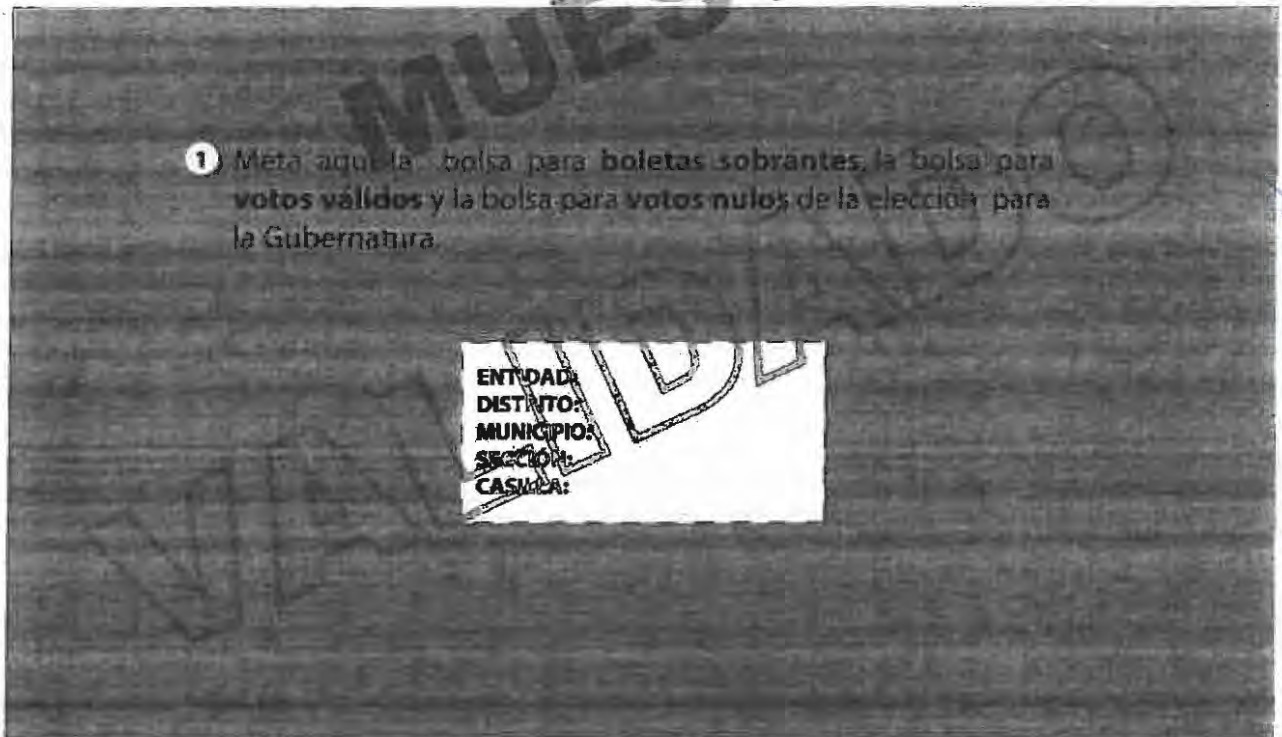 MUES
1 Meta aquí la bolsa para boletas sobrantes, la bolsa para
votos válidos y la bolsa para votos nulos de la elección para
la Gubernatura.
ENTIDAD:
DISTRITO:
MUNICIPIO:
SECCIÓN:
CASILLA:
VALIDADO